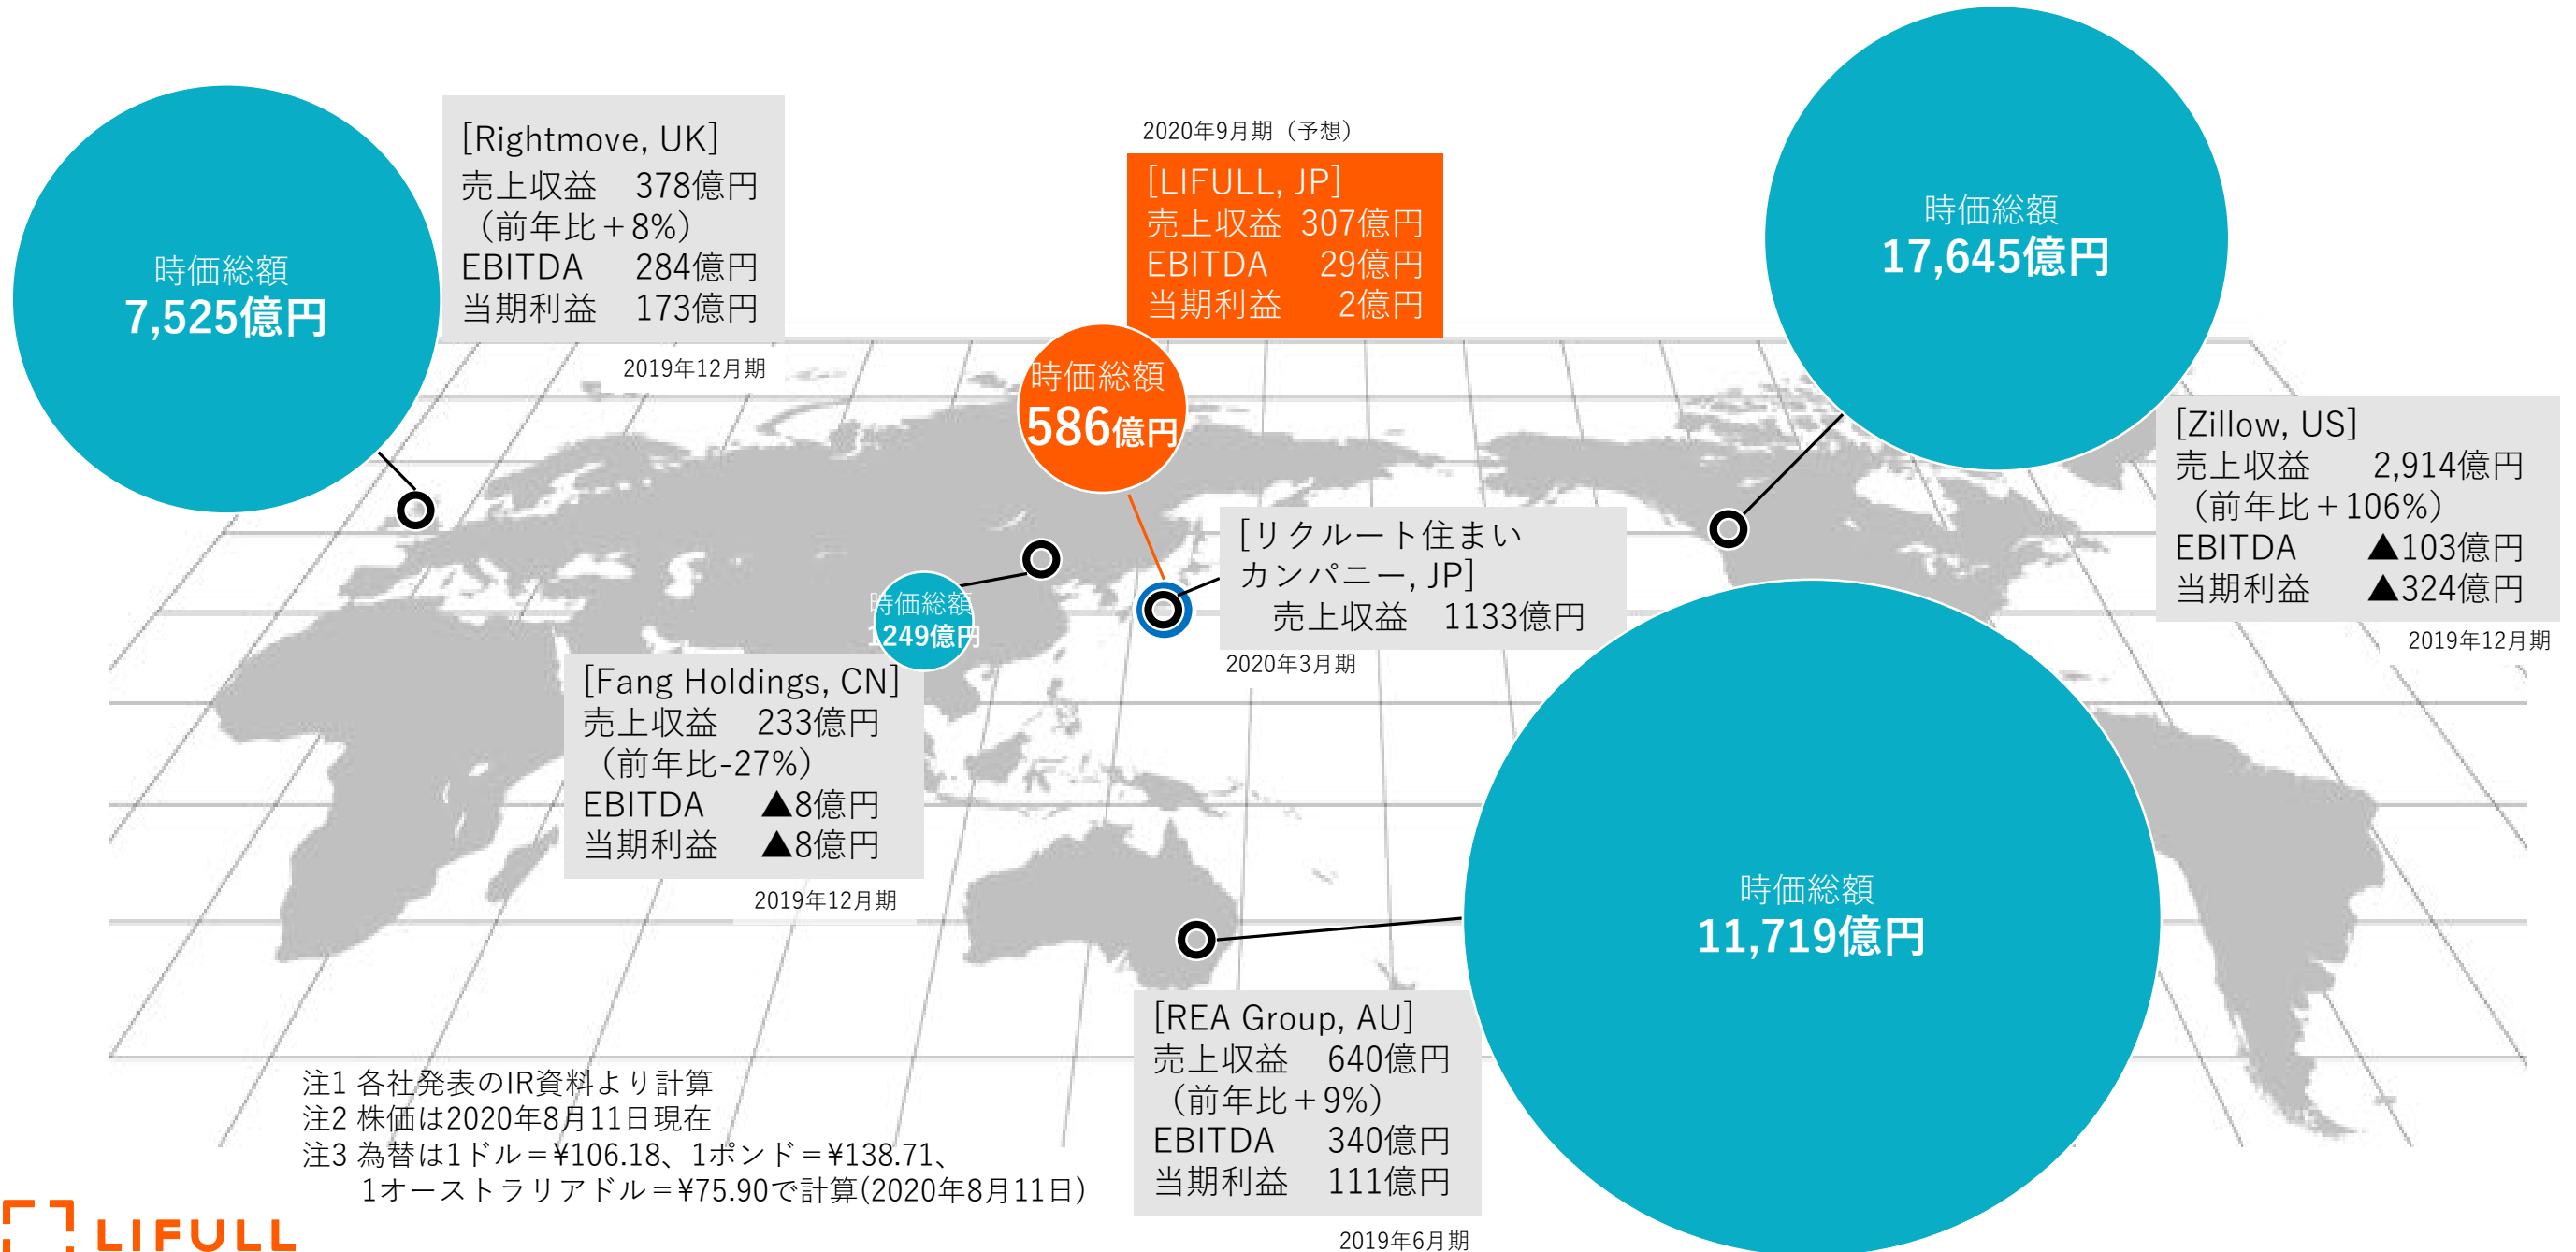 時価総額
7,525億円
[Rightmove, UK]
売上収益 378億円
（前年比＋8%）
EBITDA 284億円
当期利益 173億円
2019年12月期
2020年9月期（予想）
[LIFULL, JP]
売上収益 307億円
EBITDA 29億円
当期利益 2億円
時価総額
586億円
時価総額
17,645億円
[Zillow, US]
売上収益 2,914億円
（前年比＋106%）
EBITDA ▲103億円
当期利益 ▲324億円
2019年12月期
[リクルート住まい
カンパニー, JP]
売上収益 1133億円
2020年3月期
時価総額
1249億円
[Fang Holdings, CN]
売上収益 233億円
（前年比-27%）
EBITDA ▲8億円
当期利益 ▲8億円
2019年12月期
時価総額
11,719億円
[REA Group, AU]
売上収益 640億円
（前年比＋9%）
EBITDA 340億円
当期利益 111億円
2019年6月期
注1 各社発表のIR資料より計算
注2 株価は2020年8月11日現在
注3 為替は1ドル＝¥106.18、1ポンド＝¥138.71、
1オーストラリアドル＝¥75.90で計算(2020年8月11日)
LIFULL